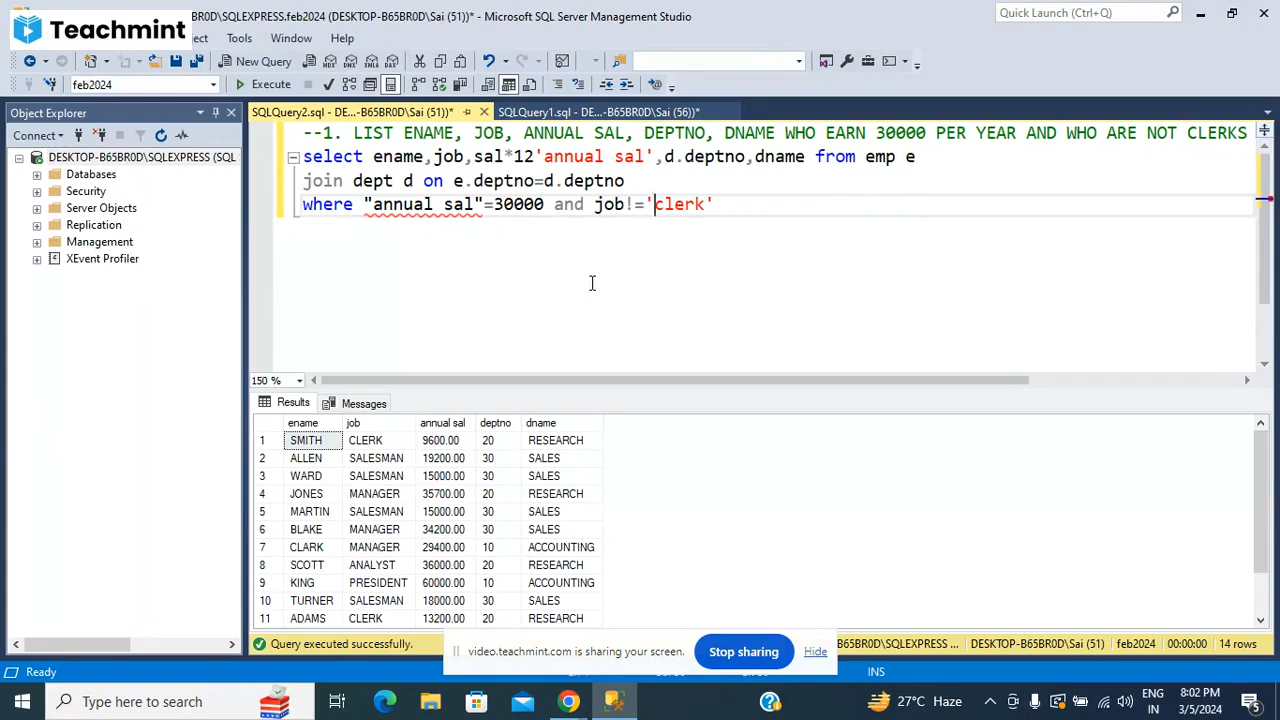 B65BR0D\SQLEXPRESS.feb2024 (DESKTOP-B65BR0D\Sai (51))* - Microsoft SQL Server Management Studio
Quick Launch (Ctrl+Q)
Teachmint
Tools Window Help
New Query
feb2024 Execute
Object Explorer
SQLQuery2.sql - DE...-B65BR0D\Sai (51))* SQLQuery1.sql - DE...-B65BR0D\Sai (56))*
Connect
DESKTOP-B65BR0D\SQLEXPRESS (SQL
Databases
Security
Server Objects
Replication
Management
XEvent Profiler
--1. LIST ENAME, JOB, ANNUAL SAL, DEPTNO, DNAME WHO EARN 30000 PER YEAR AND WHO ARE NOT CLERKS
select ename,job,sal*12'annual sal',d.deptno,dname from emp e
join dept d on e.deptno=d.deptno
where "annual sal"=30000 and job!='clerk'
150 %
Results Messages
ename job annual sal deptno dname
1 SMITH CLERK 9600.00 20 RESEARCH
2 ALLEN SALESMAN 19200.00 30 SALES
3 WARD SALESMAN 15000.00 30 SALES
4 JONES MANAGER 35700.00 20 RESEARCH
5 MARTIN SALESMAN 15000.00 30 SALES
6 BLAKE MANAGER 34200.00 30 SALES
7 CLARK MANAGER 29400.00 10 ACCOUNTING
8 SCOTT ANALYST 36000.00 20 RESEARCH
9 KING PRESIDENT 60000.00 10 ACCOUNTING
10 TURNER SALESMAN 18000.00 30 SALES
11 ADAMS CLERK 13200.00 20 RESEARCH
Query executed successfully. B65BR0D\SQLEXPRESS ... DESKTOP-B65BR0D\Sai (51) feb2024 00:00:00 14 rows
video.teachmint.com is sharing your screen. Stop sharing Hide
Ready INS
Type here to search
27°C Haze
ENG
IN
8:02 PM
3/5/2024
5